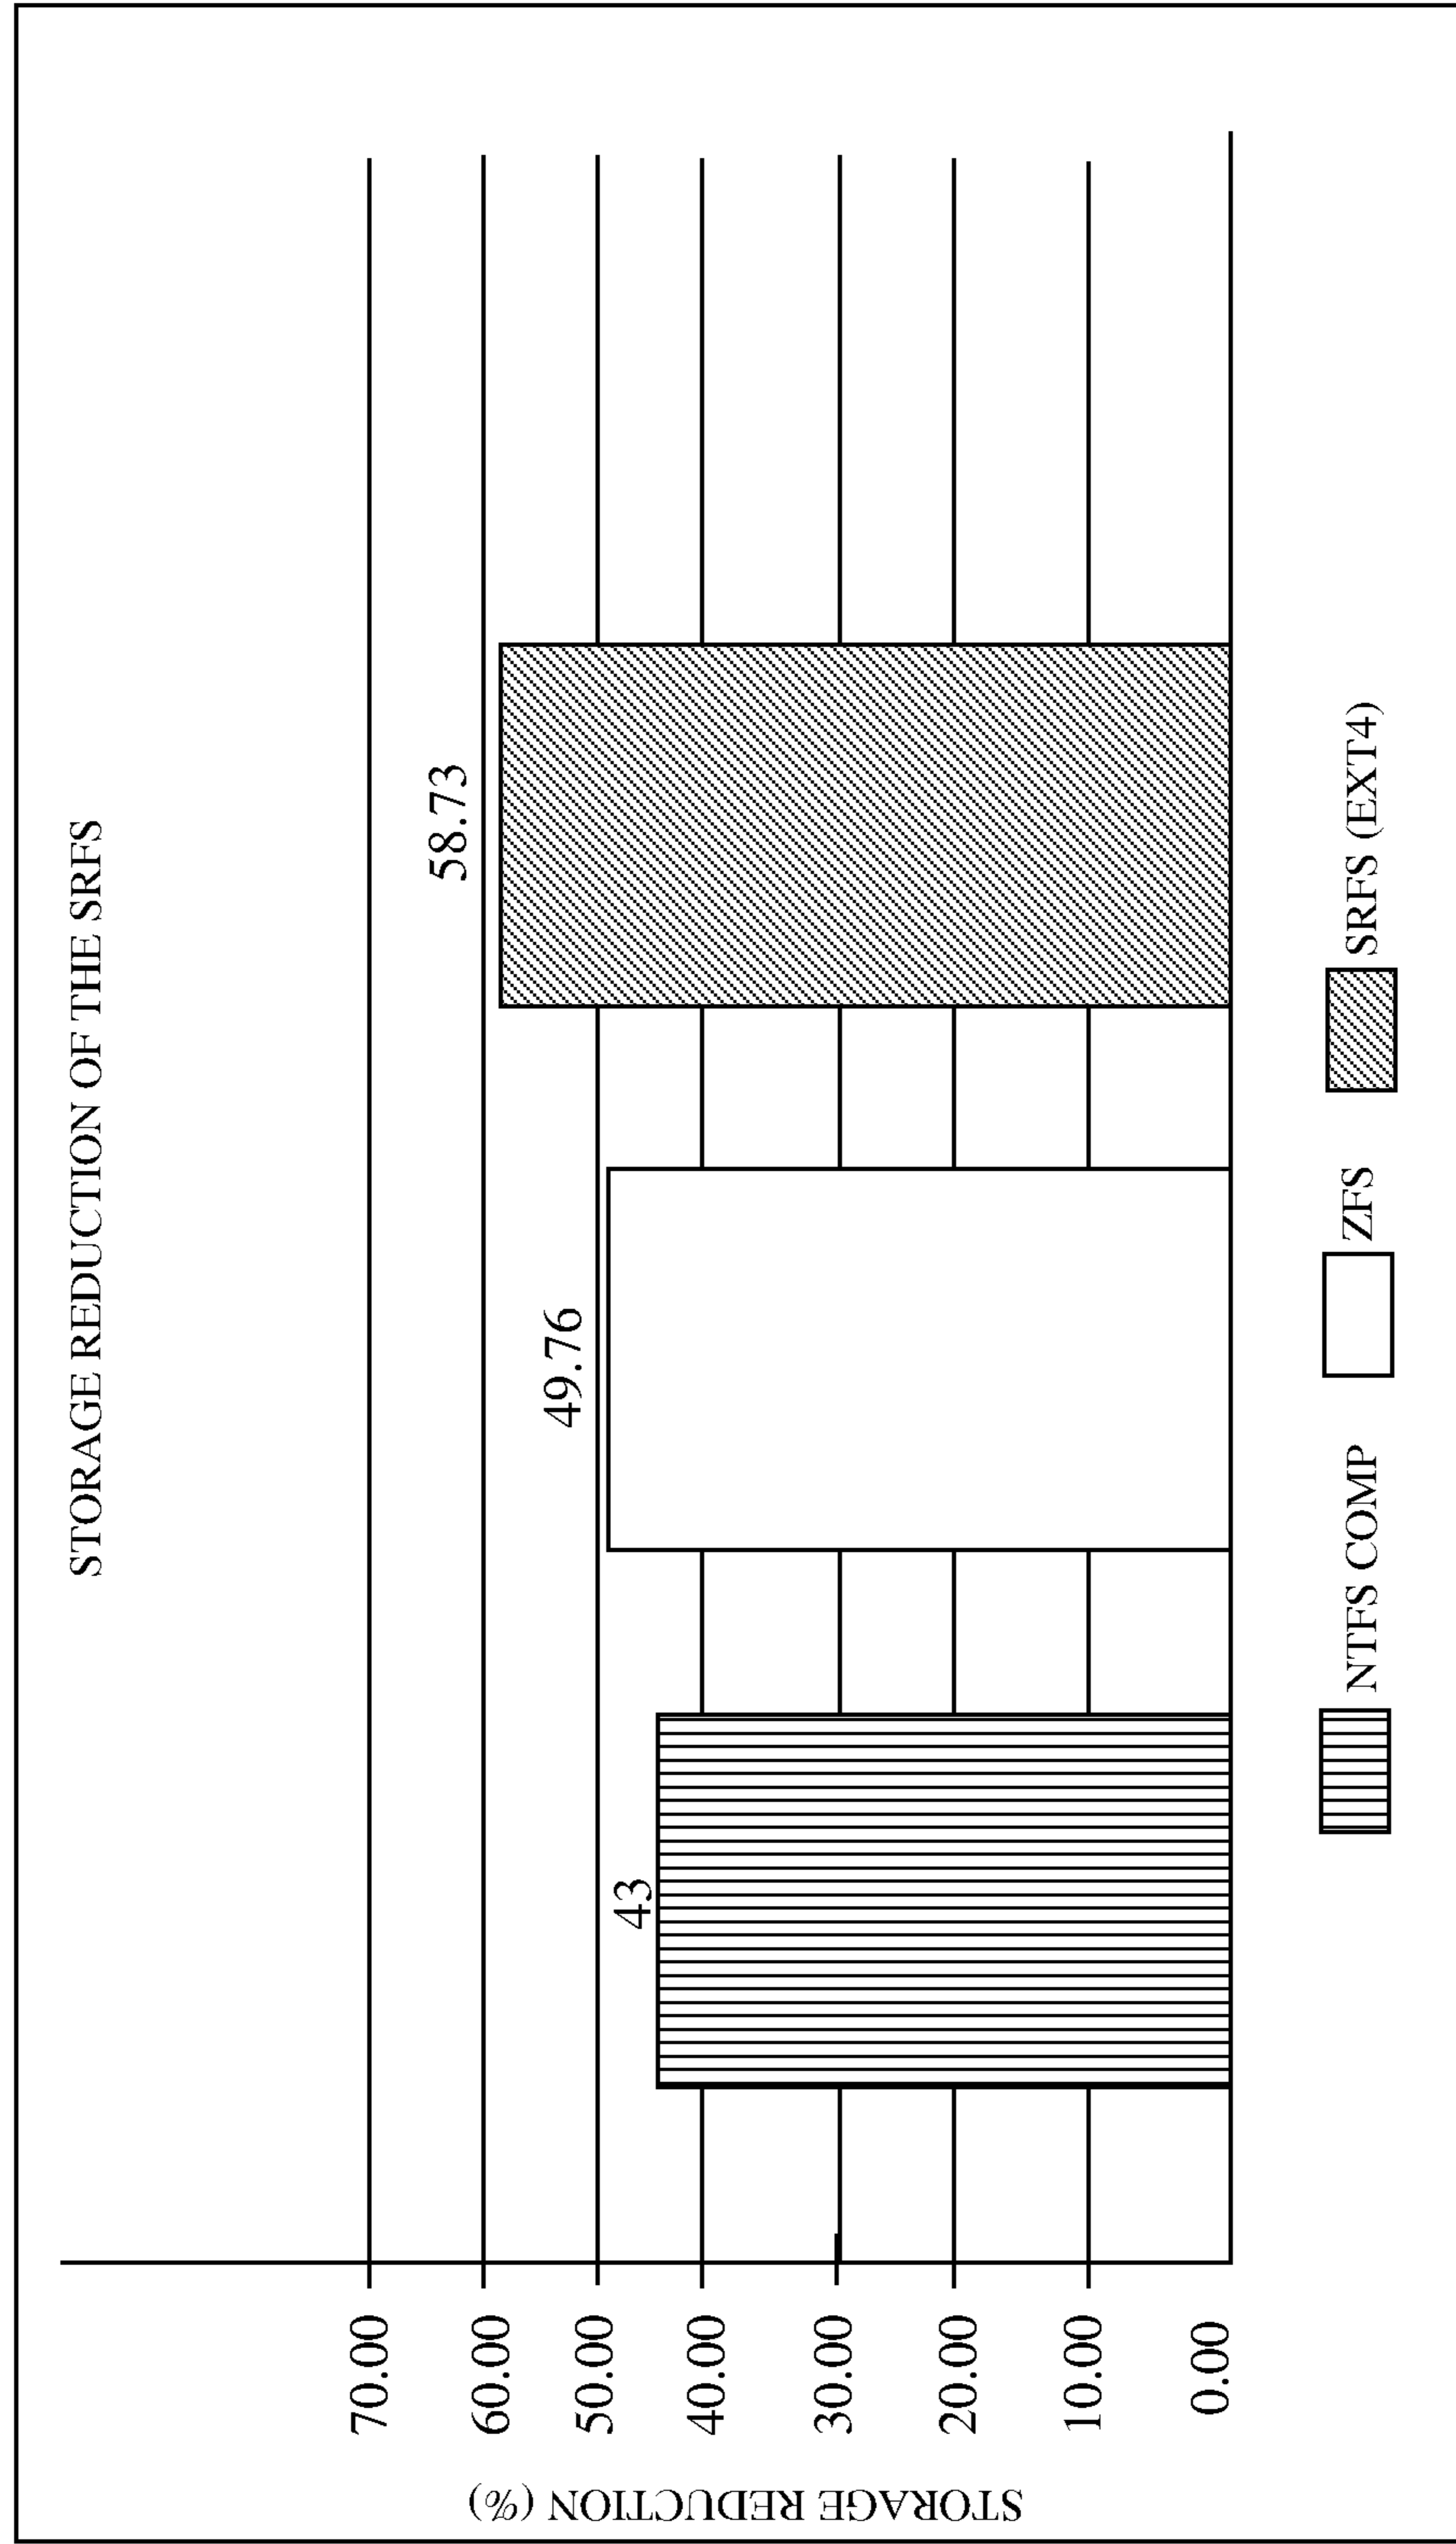 STORAGE REDUCTION OF THE SRFS
STORAGE REDUCTION (%)
70.00
60.00
50.00
40.00
30.00
20.00
10.00
0.00
43
49.76
58.73
NTFS COMP
ZFS
SRFS (EXT4)